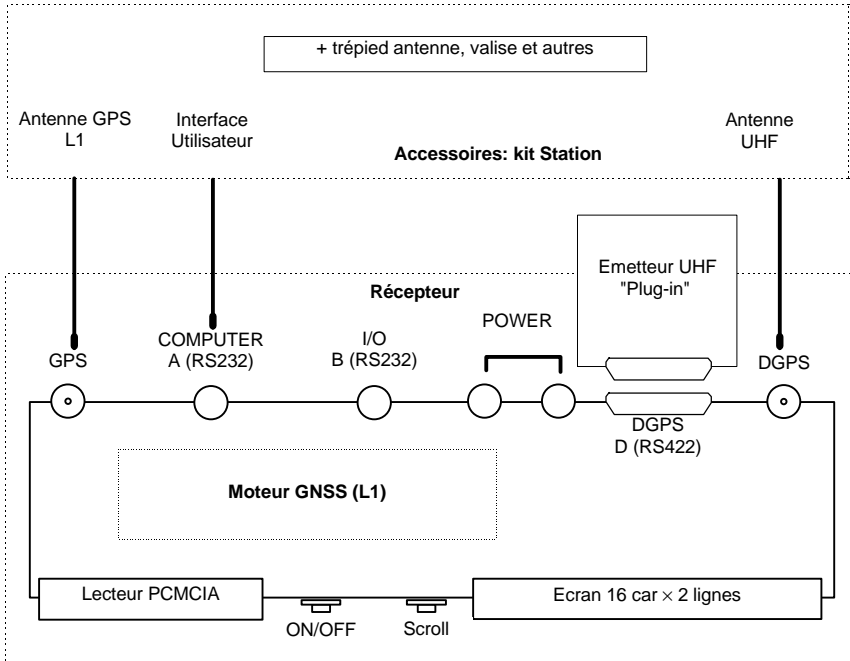 + trépied antenne, valise et autres
Antenne GPS
L1
Interface
Utilisateur
Antenne
UHF
Accessoires: kit Station
Emetteur UHF
"Plug-in"
Récepteur
GPS
COMPUTER
A (RS232)
I/O
B (RS232)
POWER
DGPS
DGPS
D (RS422)
Moteur GNSS (L1)
Lecteur PCMCIA
Ecran 16 car × 2 lignes
ON/OFF
Scroll